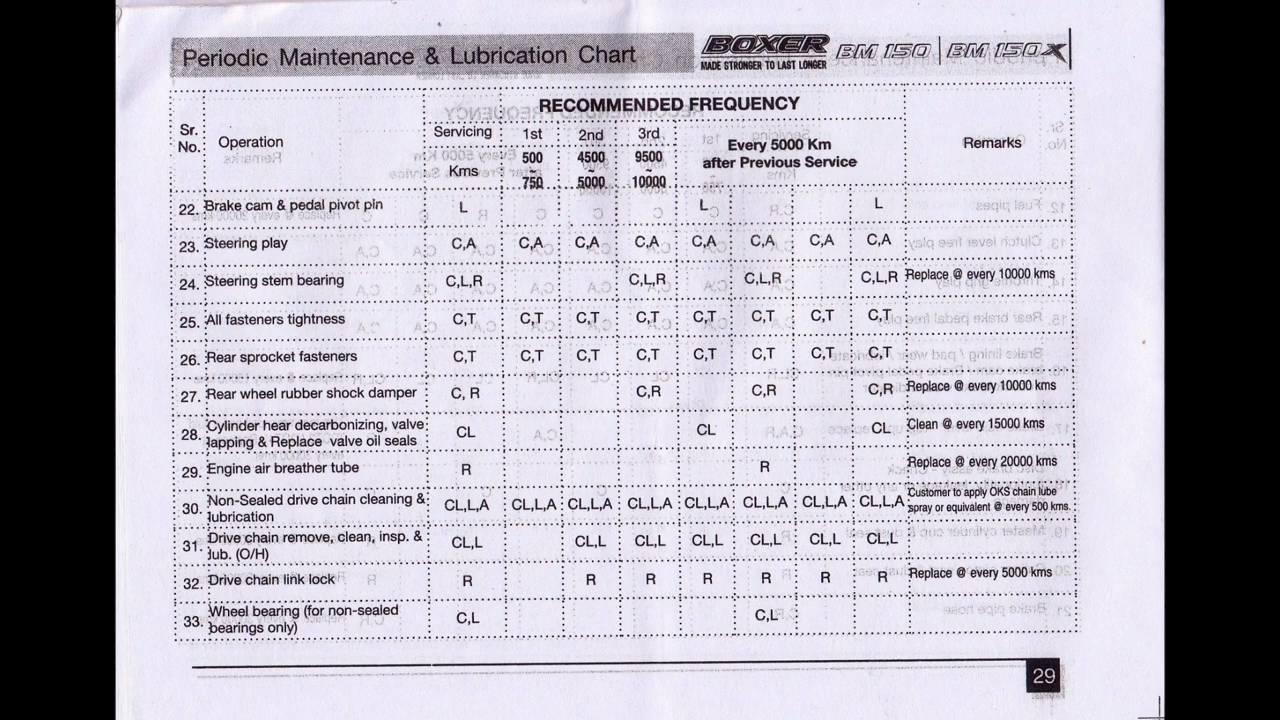 Periodic Maintenance & Lubrication Chart BOXER BM 150 | BM 150X
MADE STRONGER TO LAST LONGER
RECOMMENDED FREQUENCY
Sr. No. Operation Servicing Kms 1st 500 ~ 750 2nd 4500 ~ 5000 3rd 9500 ~ 10000 Every 5000 Km after Previous Service Remarks
22. Brake cam & pedal pivot pin L L L
23. Steering play C,A C,A C,A C,A C,A C,A C,A C,A
24. Steering stem bearing C,L,R C,L,R C,L,R C,L,R Replace @ every 10000 kms
25. All fasteners tightness C,T C,T C,T C,T C,T C,T C,T C,T
26. Rear sprocket fasteners C,T C,T C,T C,T C,T C,T C,T C,T
27. Rear wheel rubber shock damper C, R C,R C,R C,R Replace @ every 10000 kms
28. Cylinder hear decarbonizing, valve
lapping & Replace valve oil seals CL CL CL Clean @ every 15000 kms
29. Engine air breather tube R R Replace @ every 20000 kms
30. Non-Sealed drive chain cleaning &
lubrication CL,L,A CL,L,A CL,L,A CL,L,A CL,L,A CL,L,A CL,L,A CL,L,A Customer to apply OKS chain lube
spray or equivalent @ every 500 kms.
31. Drive chain remove, clean, insp. &
lub. (O/H) CL,L CL,L CL,L CL,L CL,L CL,L CL,L
32. Drive chain link lock R R R R R R R Replace @ every 5000 kms
33. Wheel bearing (for non-sealed
bearings only) C,L C,L
29